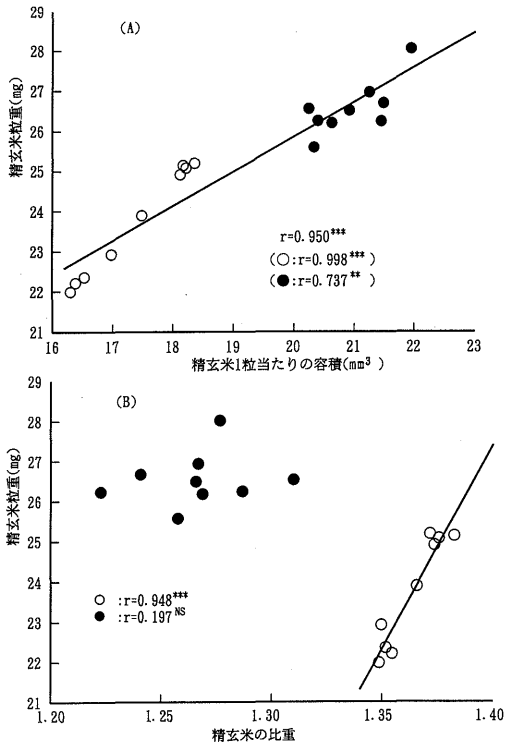 (A)
29
28
27
26
25
24
23
22
21
精玄米粒重(mg)
r=0.950***
(○:r=0.998***)
(●:r=0.737**)
16 17 18 19 20 21 22 23
精玄米1粒当たりの容積(mm³)
(B)
29
28
27
26
25
24
23
22
21
精玄米粒重(mg)
○:r=0.948***
●:r=0.197NS
1.20 1.25 1.30 1.35 1.40
精玄米の比重